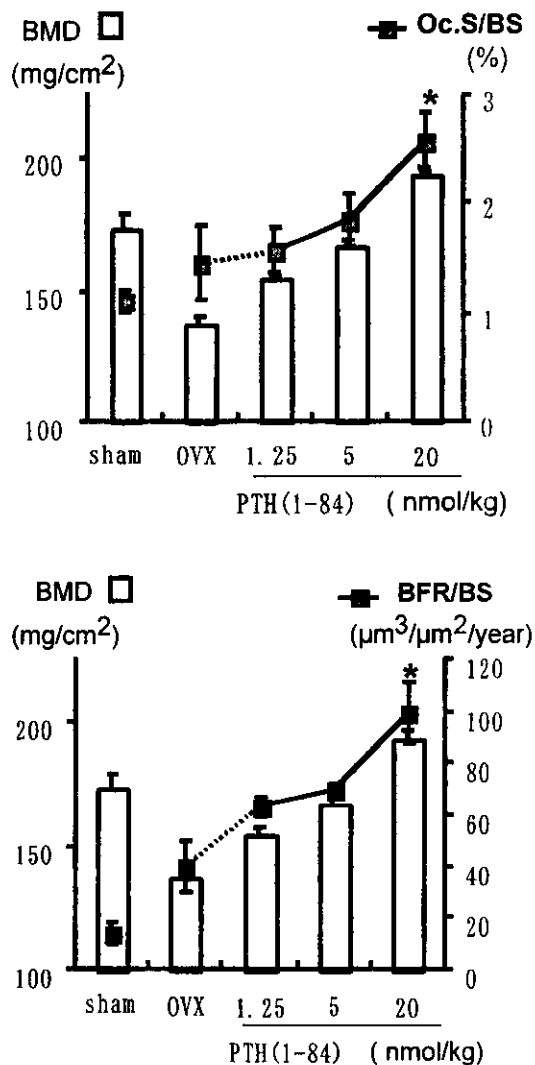 BMD Oc.S/BS
(mg/cm2) (%)
* 3
200
2
150
1
100 0
sham OVX 1.25 5 20
PTH(1-84) ( nmol/kg)
BMD BFR/BS
(mg/cm2) (µm3/µm2/year)
* 120
200 100
80
150 60
40
20
100 0
sham OVX 1.25 5 20
PTH(1-84) ( nmol/kg)